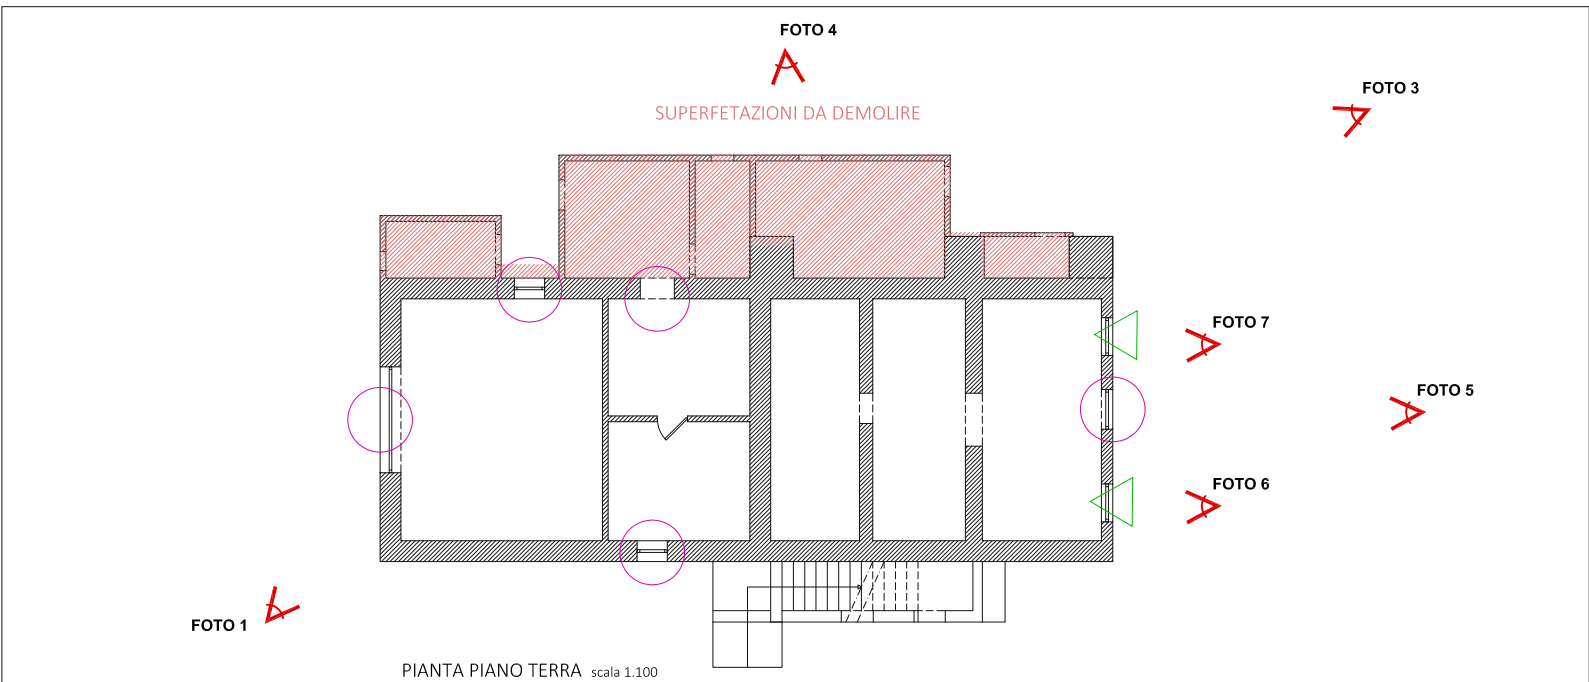 FOTO 4
FOTO 3
SUPERFETAZIONI DA DEMOLIRE
FOTO 7
FOTO 5
FOTO 6
FOTO 1
PIANTA PIANO TERRA scala 1.100